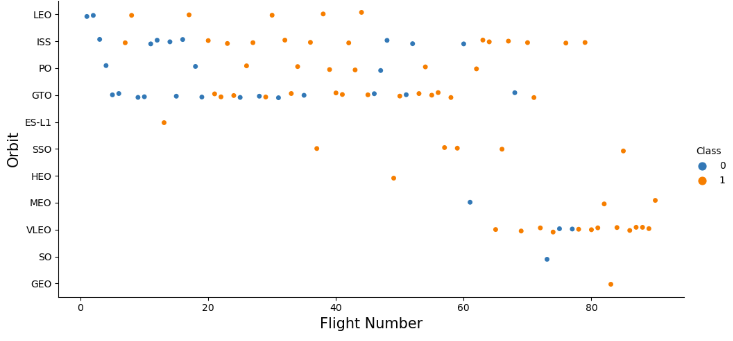 LEO
ISS
PO
GTO
ES-L1
SSO
HEO
MEO
VLEO
SO
GEO
Orbit
0 20 40 60 80
Flight Number
Class
0
1